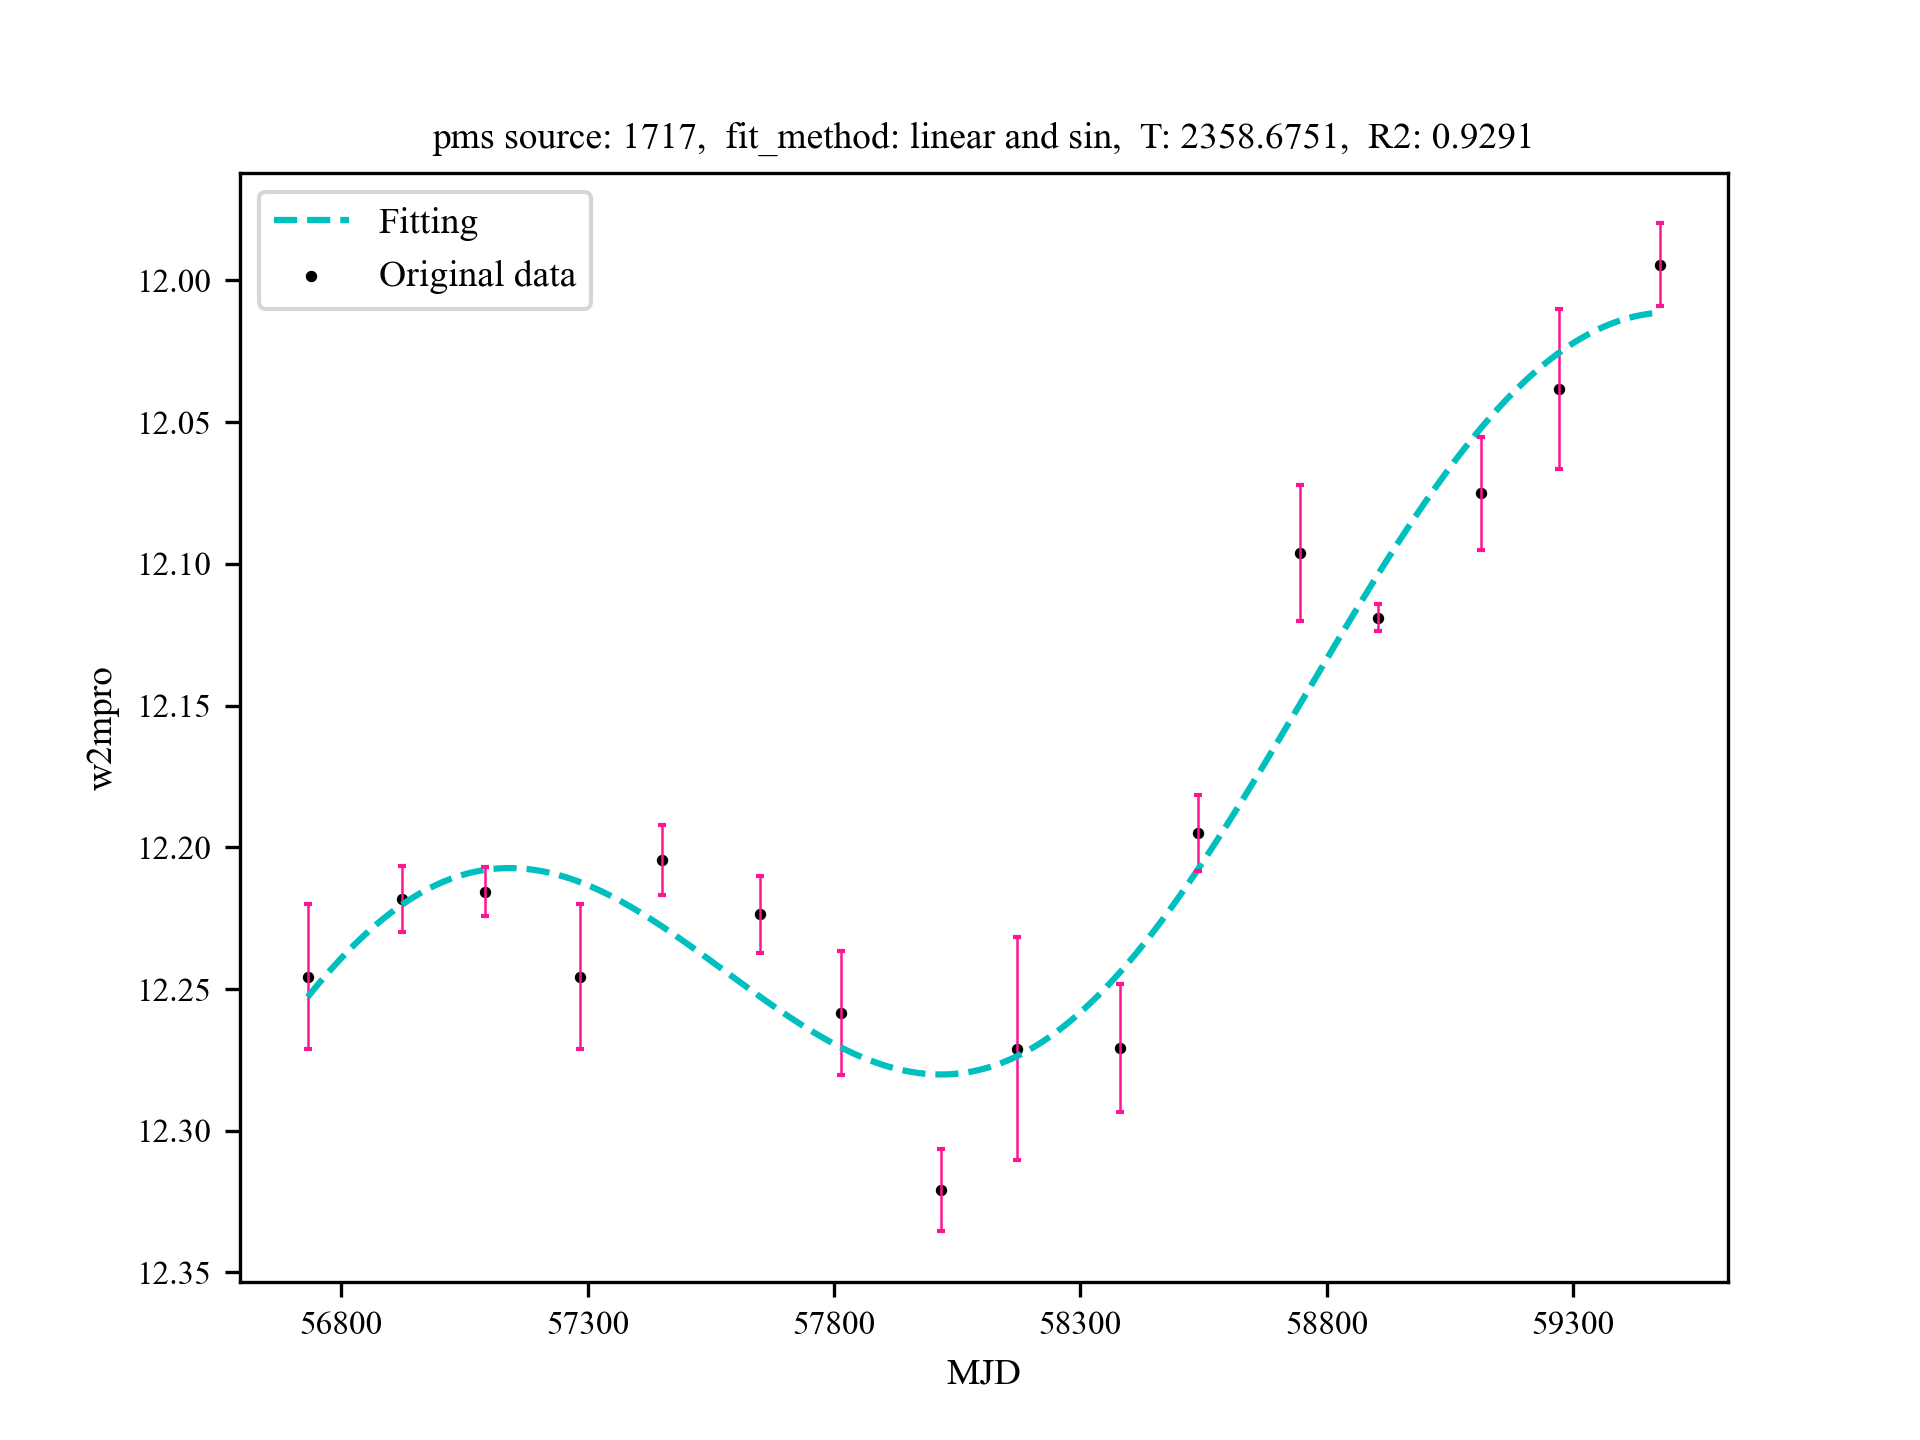 pms source: 1717,  fit_method: linear and sin,  T: 2358.6751,  R2: 0.9291
Fitting
Original data
12.00
12.05
12.10
12.15
12.20
12.25
12.30
12.35
w2mpro
56800 57300 57800 58300 58800 59300
MJD